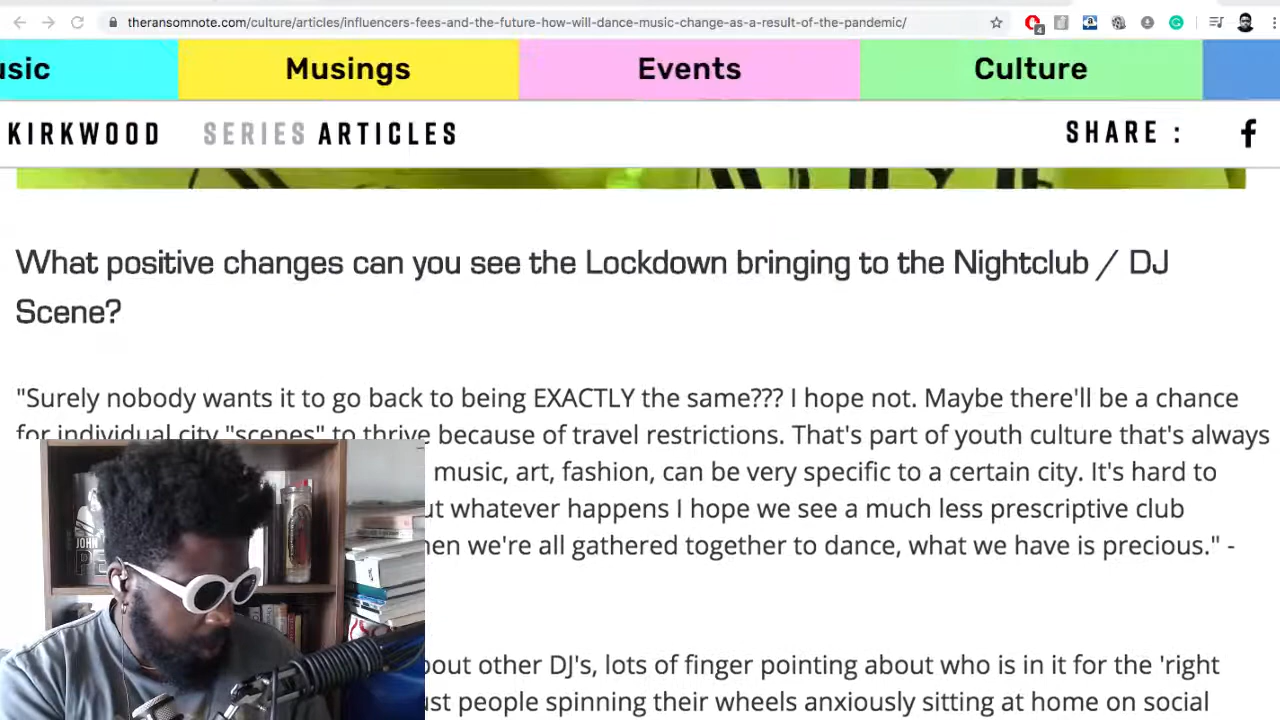 theransomnote.com/culture/articles/influencers-fees-and-the-future-how-will-dance-music-change-as-a-result-of-the-pandemic/
4
usic Musings Events Culture
KIRKWOOD SERIES ARTICLES SHARE :
What positive changes can you see the Lockdown bringing to the Nightclub / DJ
Scene?
"Surely nobody wants it to go back to being EXACTLY the same??? I hope not. Maybe there'll be a chance
for individual city "scenes" to thrive because of travel restrictions. That's part of youth culture that's always
music, art, fashion, can be very specific to a certain city. It's hard to
ut whatever happens I hope we see a much less prescriptive club
hen we're all gathered together to dance, what we have is precious." -
JOHN
out other DJ's, lots of finger pointing about who is in it for the 'right
ust people spinning their wheels anxiously sitting at home on social